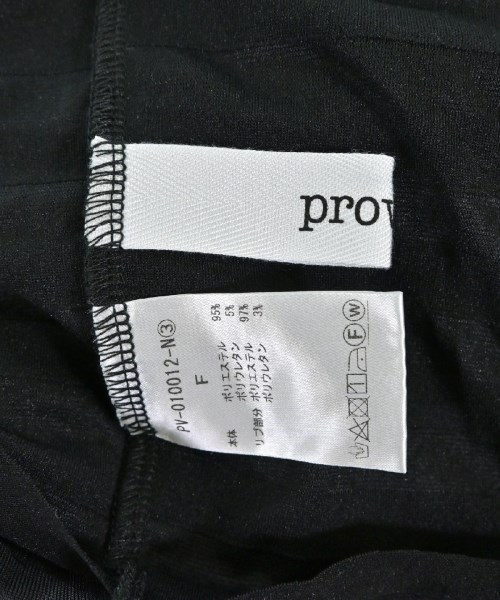 prov
PV-010012-N③
F
本体 ポリエステル 95%
ポリウレタン 5%
リブ部分 ポリエステル 97%
ポリウレタン 3%
F W